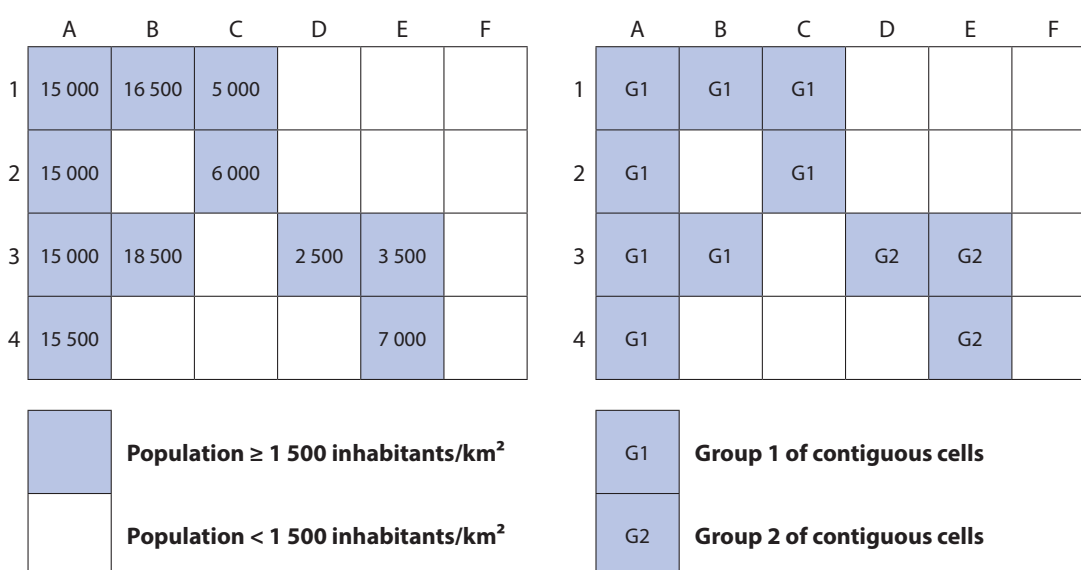 A B C D E F A B C D E F
1 15 000 16 500 5 000 1 G1 G1 G1
2 15 000 6 000 2 G1 G1
3 15 000 18 500 2 500 3 500 3 G1 G1 G2 G2
4 15 500 7 000 4 G1 G2
Population ≥ 1 500 inhabitants/km² G1 Group 1 of contiguous cells
Population < 1 500 inhabitants/km² G2 Group 2 of contiguous cells